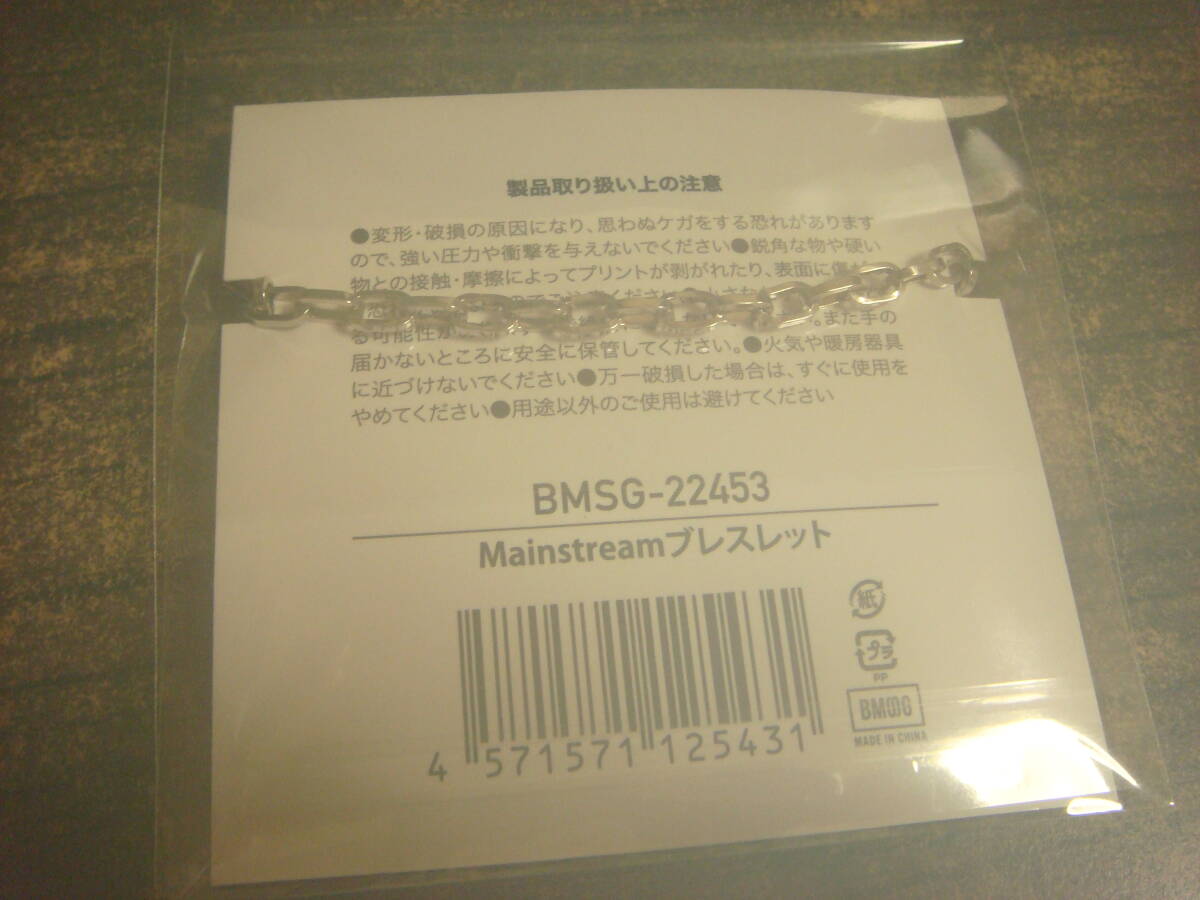 製品取り扱い上の注意
●変形・破損の原因になり、思わぬケガをする恐れがあります
ので、強い圧力や衝撃を与えないでください●鋭角な物や硬い
物との接触・摩擦によってプリントが剥がれたり、表面に傷
る可能性が 。また手の
届かないところに安全に保管してください。●火気や暖房器具
に近づけないでください●万一破損した場合は、すぐに使用を
やめてください●用途以外のご使用は避けてください
BMSG-22453
Mainstreamブレスレット
紙
プラ
PP
BMSG
MADE IN CHINA
4 571571 125431